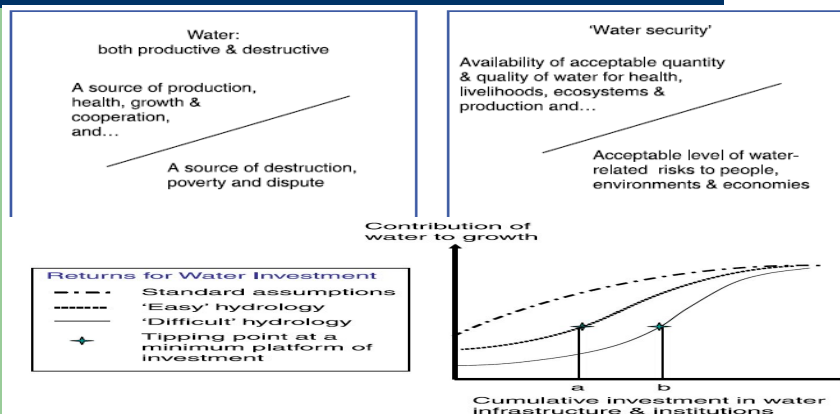 Water:
both productive & destructive
A source of production,
health, growth &
cooperation,
and...
A source of destruction,
poverty and dispute
'Water security'
Availability of acceptable quantity
& quality of water for health,
livelihoods, ecosystems &
production and...
Acceptable level of water-
related risks to people,
environments & economies
Returns for Water Investment
Standard assumptions
'Easy' hydrology
'Difficult' hydrology
Tipping point at a
minimum platform of
investment
Contribution of
water to growth
a b
Cumulative investment in water
infrastructure & institutions